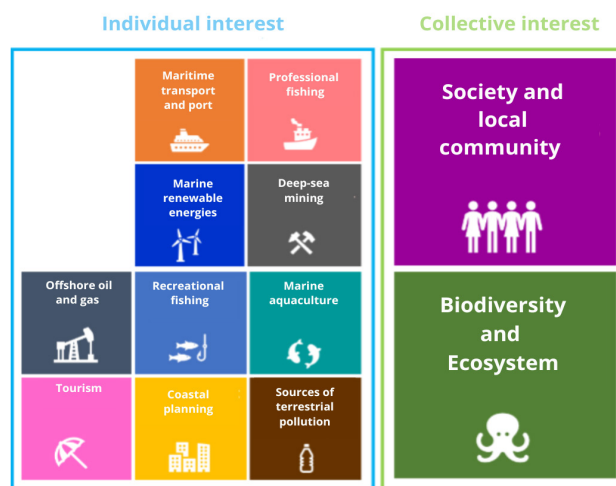 Individual interest
Collective interest
Maritime
transport
and port
Professional
fishing
Marine
renewable
energies
Deep-sea
mining
Offshore oil
and gas
Recreational
fishing
Marine
aquaculture
Tourism
Coastal
planning
Sources of
terrestrial
pollution
Society and
local
community
Biodiversity
and
Ecosystem